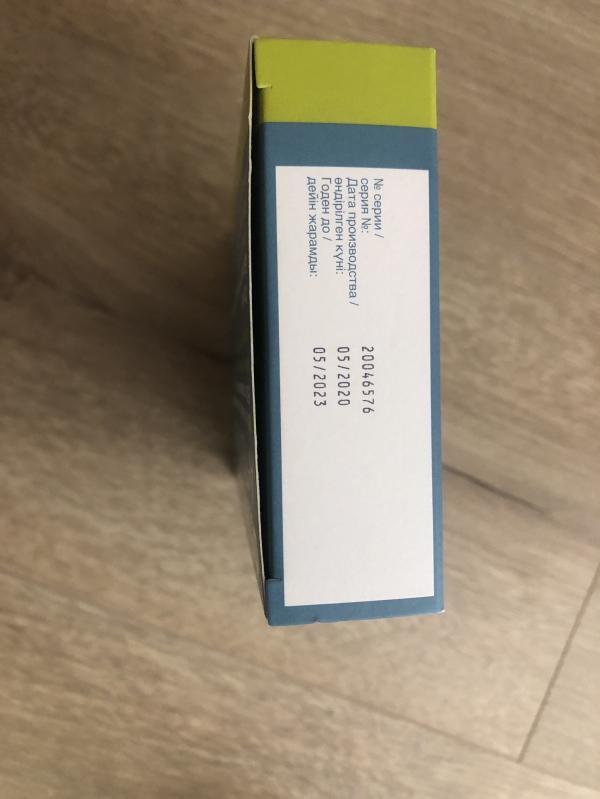 № серии /
серия №: 20046576
Дата производства /
өндірілген күні: 05/2020
Годен до /
дейін жарамды: 05/2023